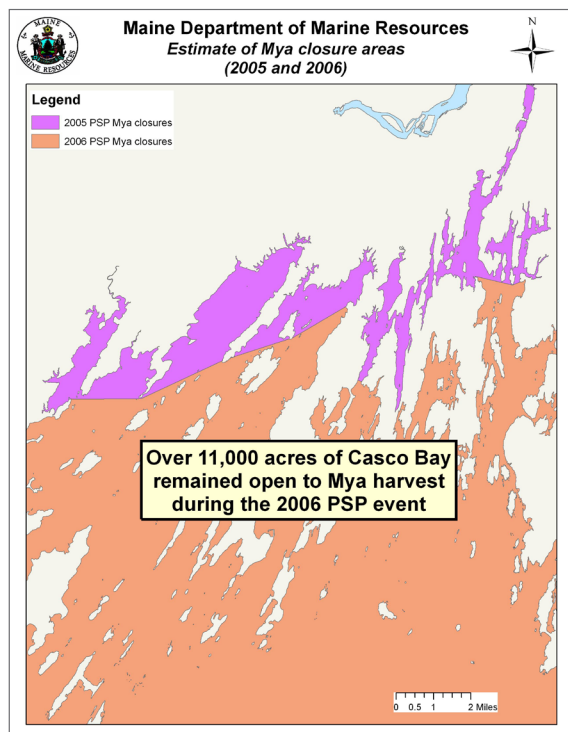 Maine Department of Marine Resources
Estimate of Mya closure areas
(2005 and 2006)
MAINE
MARINE RESOURCES
N
Legend
2005 PSP Mya closures
2006 PSP Mya closures
Over 11,000 acres of Casco Bay
remained open to Mya harvest
during the 2006 PSP event
0 0.5 1 2 Miles